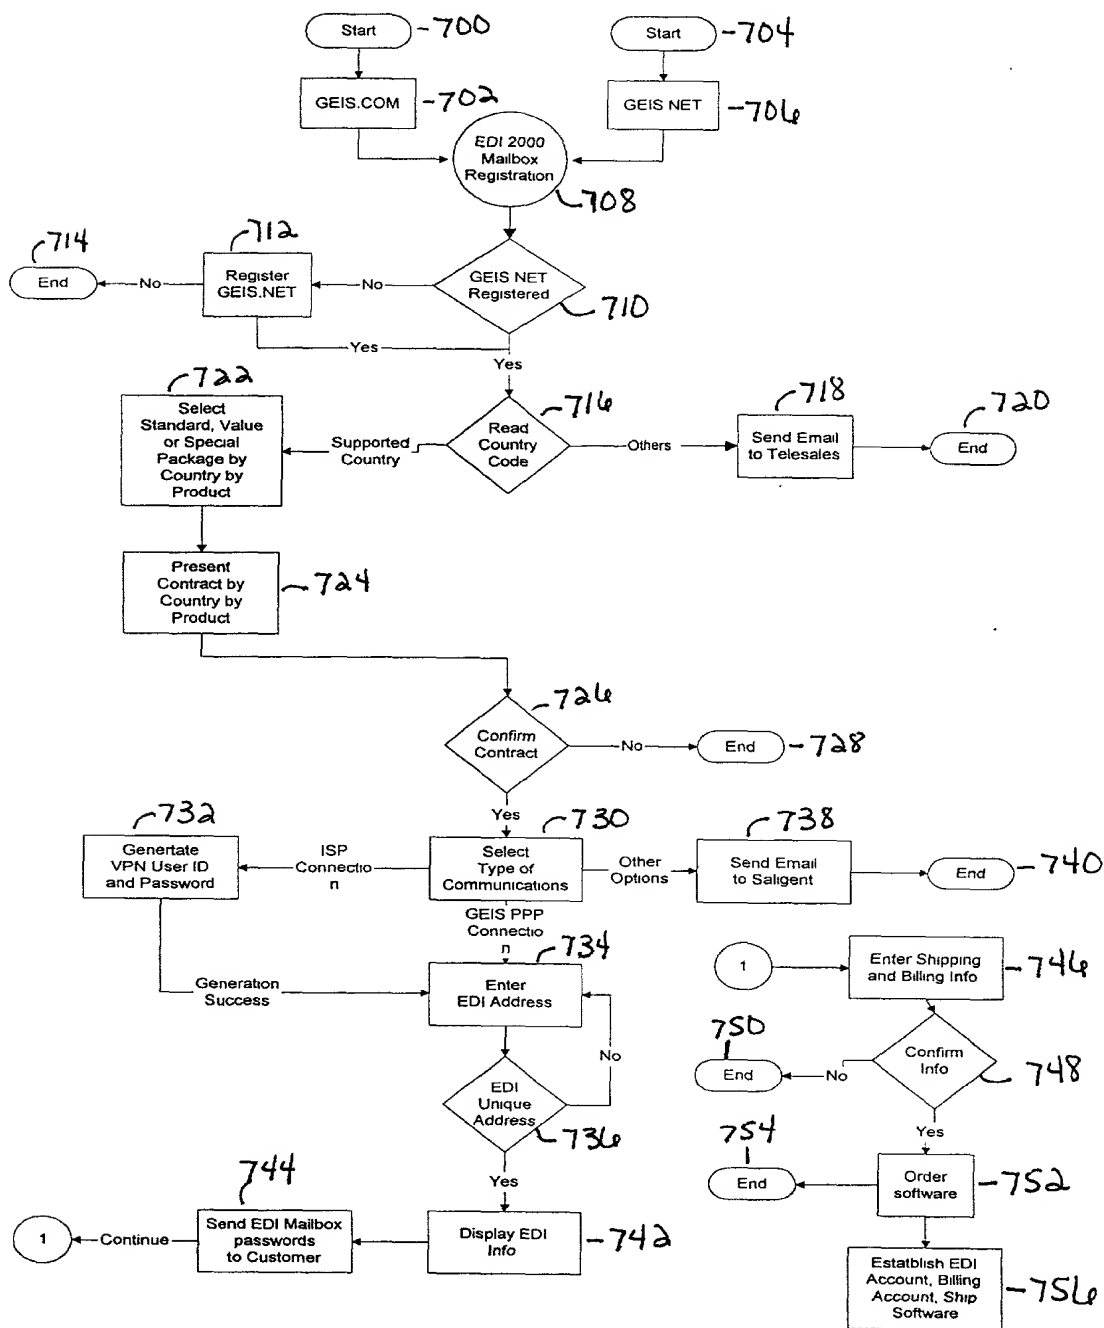 Start
-700
Start
-704
GEIS.COM
-702
GEIS NET
-706
EDI 2000
Mailbox
Registration
708
714
End
No
712
Register
GEIS.NET
No
GEIS NET
Registered
710
Yes
Yes
722
Select
Standard, Value
or Special
Package by
Country by
Product
Supported
Country
716
Read
Country
Code
Others
718
Send Email
to Telesales
720
End
Present
Contract by
Country by
Product
724
726
Confirm
Contract
No
End
-728
Yes
732
Genertate
VPN User ID
and Password
ISP
Connectio
n
730
Select
Type of
Communications
Other
Options
738
Send Email
to Saligent
End
-740
GEIS PPP
Connectio
n
734
Generation
Success
Enter
EDI Address
No
EDI
Unique
Address
736
Yes
1
Enter Shipping
and Billing Info
-746
750
End
No
Confirm
Info
748
Yes
754
End
Order
software
-752
744
1
Continue
Send EDI Mailbox
passwords
to Customer
Display EDI
Info
-742
Estatblish EDI
Account, Billing
Account, Ship
Software
-756